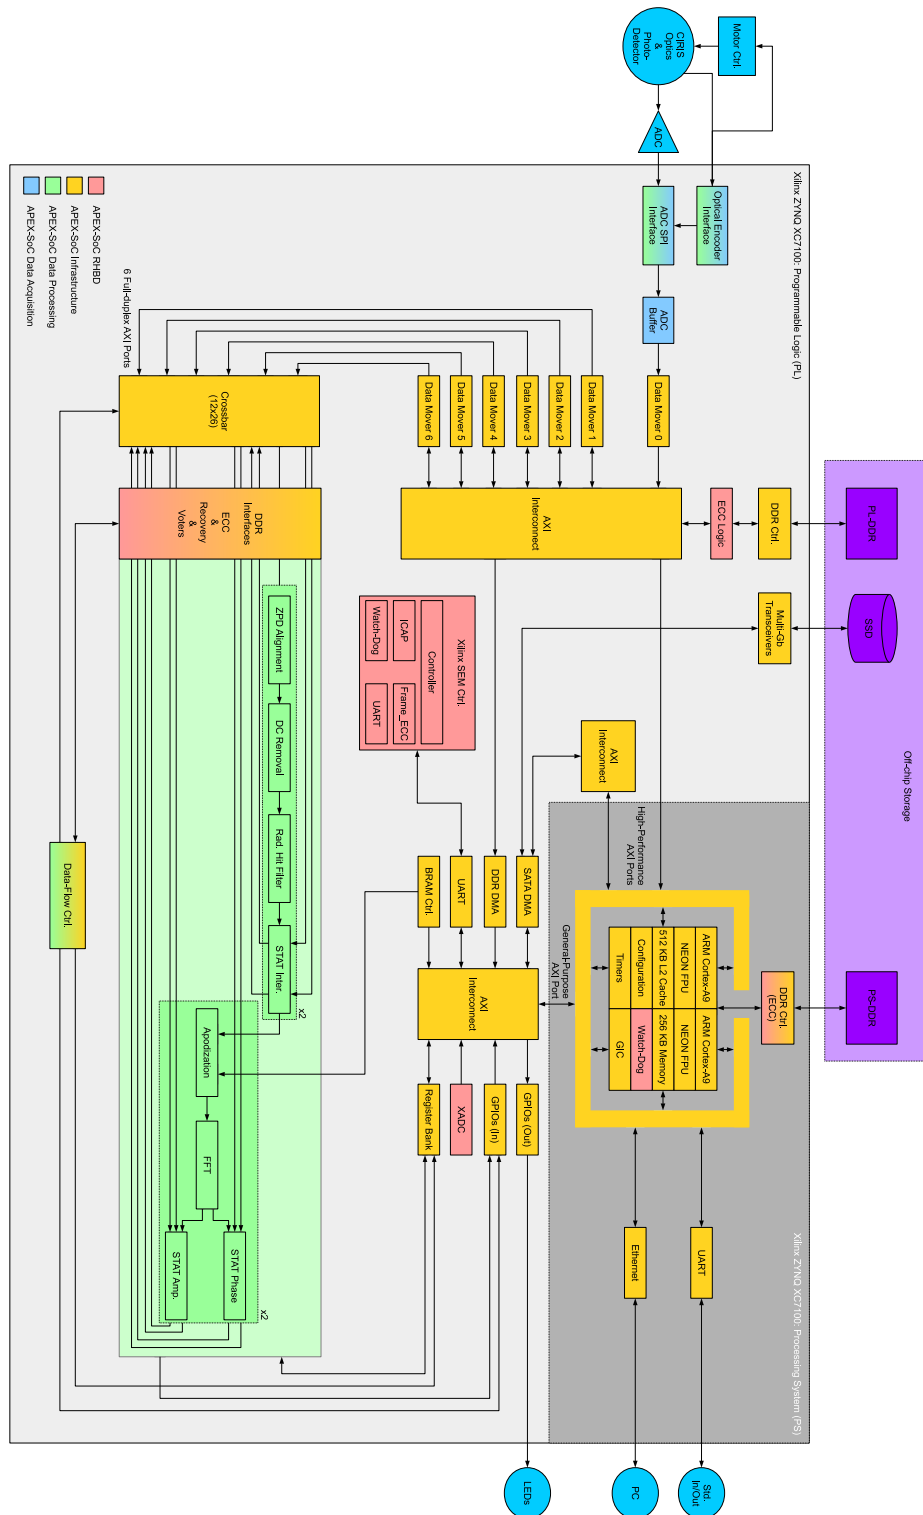 CIRIS
Optics
&
Photo-
Detector
Motor Ctrl.
ADC
Xilinx ZYNQ XC7100: Programmable Logic (PL)
Optical Encoder
Interface
ADC SPI
Interface
ADC
Buffer
APEX-SoC RHBD
APEX-SoC Infrastructure
APEX-SoC Data Processing
APEX-SoC Data Acquisition
6 Full-duplex AXI Ports
Data Mover 0
Data Mover 1
Data Mover 2
Data Mover 3
Data Mover 4
Data Mover 5
Data Mover 6
Crossbar
(12x26)
Off-chip Storage
PL-DDR
SSD
PS-DDR
DDR Ctrl.
ECC Logic
AXI
Interconnect
DDR
Interfaces
&
ECC
Recovery
&
Voters
Multi-Gb
Transceivers
Xilinx SEM Ctrl.
Controller
ICAP
Frame_ECC
Watch-Dog
UART
ZPD Alignment
DC Removal
Rad. Hit Filter
STAT Inter.
x2
AXI
Interconnect
High-Performance
AXI Ports
SATA DMA
DDR DMA
UART
BRAM Ctrl.
Data-Flow Ctrl.
General-Purpose
AXI Port
AXI
Interconnect
ARM Cortex-A9
ARM Cortex-A9
NEON FPU
NEON FPU
512 KB L2 Cache
256 KB Memory
Configuration
Watch-Dog
Timers
GIC
DDR Ctrl.
(ECC)
GPIOs (Out)
GPIOs (In)
XADC
Register Bank
Apodization
FFT
STAT Phase
STAT Amp.
x2
Xilinx ZYNQ XC7100: Processing System (PS)
UART
Ethernet
Std.
In/Out
PC
LEDs